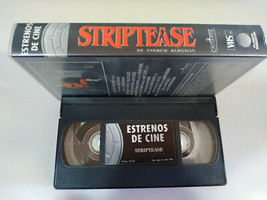 ESTRENOS
DE CINE
STRIPTEASE
DE ANDREW BERGMAN
VHS
ESTRENOS
DE CINE
STRIPTEASE